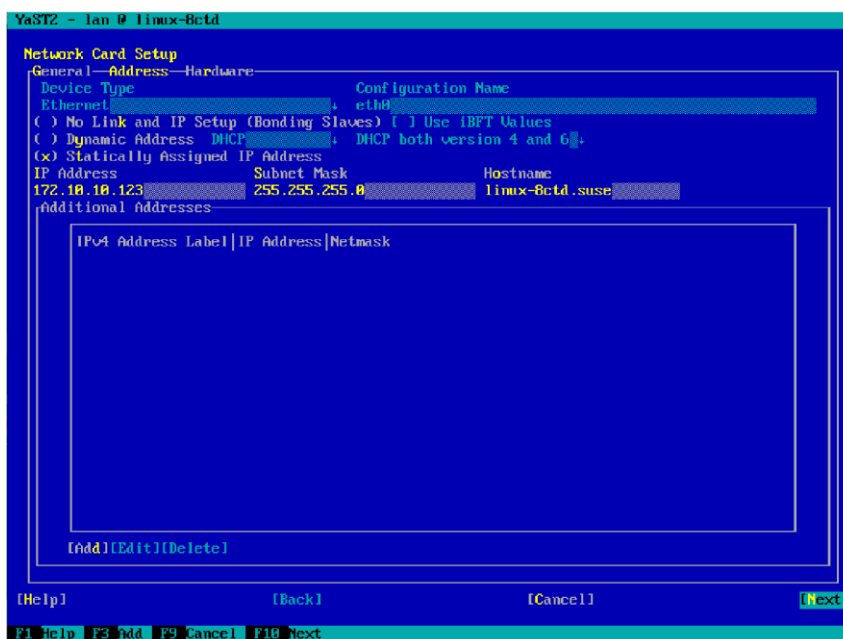 YaST2 - lan @ linux-8ctd
Network Card Setup
General—Address—Hardware
Device Type Configuration Name
Ethernet↓ eth0
( ) No Link and IP Setup (Bonding Slaves) [ ] Use iBFT Values
( ) Dynamic Address DHCP↓ DHCP both version 4 and 6↓
(x) Statically Assigned IP Address
IP Address Subnet Mask Hostname
172.10.10.123 255.255.255.0 linux-8ctd.suse
Additional Addresses
IPv4 Address Label|IP Address|Netmask
[Add][Edit][Delete]
[Help] [Back] [Cancel] [Next
F1 Help F3 Add F9 Cancel F10 Next